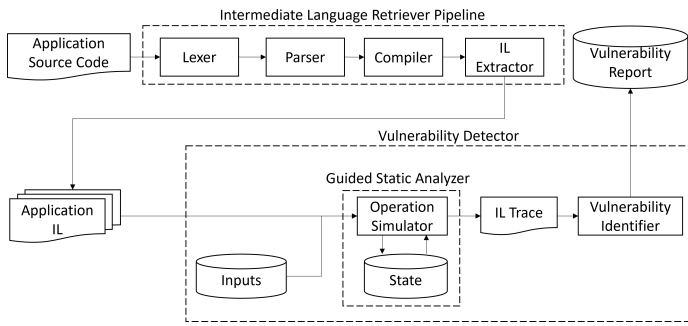 Intermediate Language Retriever Pipeline
Application
Source Code
Lexer
Parser
Compiler
IL
Extractor
Vulnerability
Report
Vulnerability Detector
Guided Static Analyzer
Application
IL
Operation
Simulator
IL Trace
Vulnerability
Identifier
Inputs
State